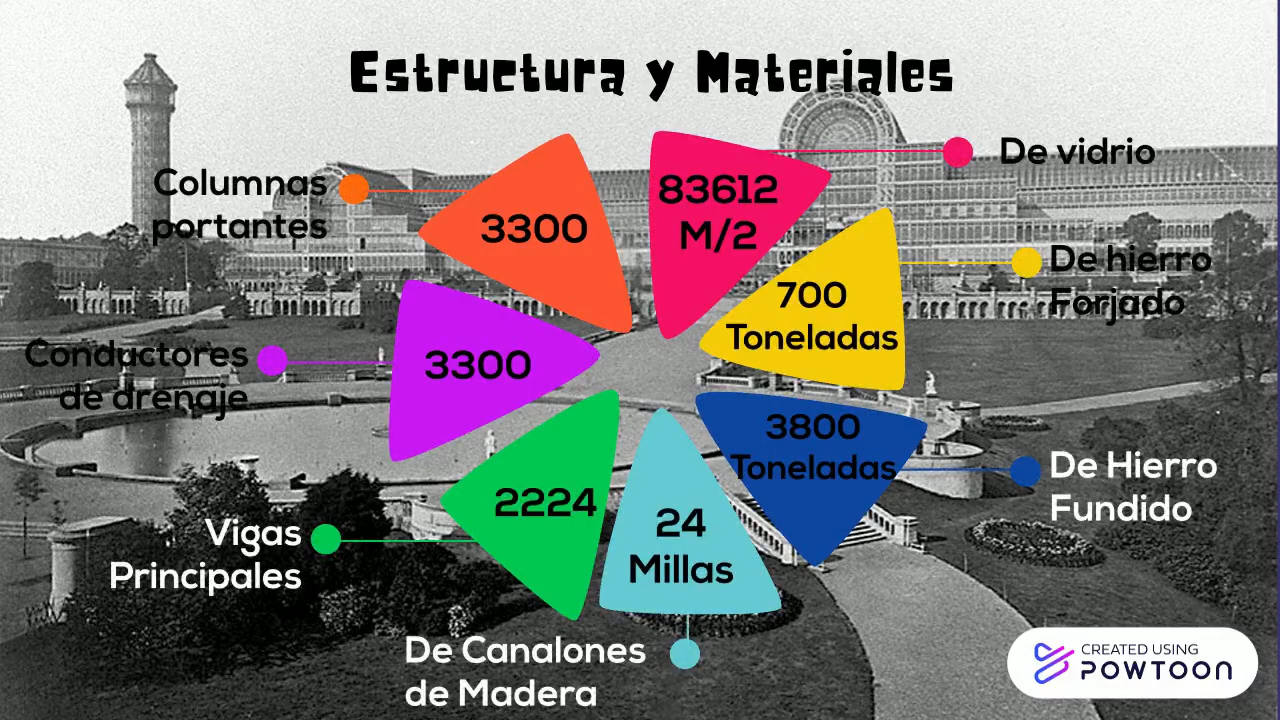 Estructura y Materiales
Columnas
portantes
3300
83612
M/2
De vidrio
700
Toneladas
De hierro
Forjado
Conductores
de drenaje
3300
3800
Toneladas
De Hierro
Fundido
2224
Vigas
Principales
24
Millas
De Canalones
de Madera
CREATED USING
POWTOON